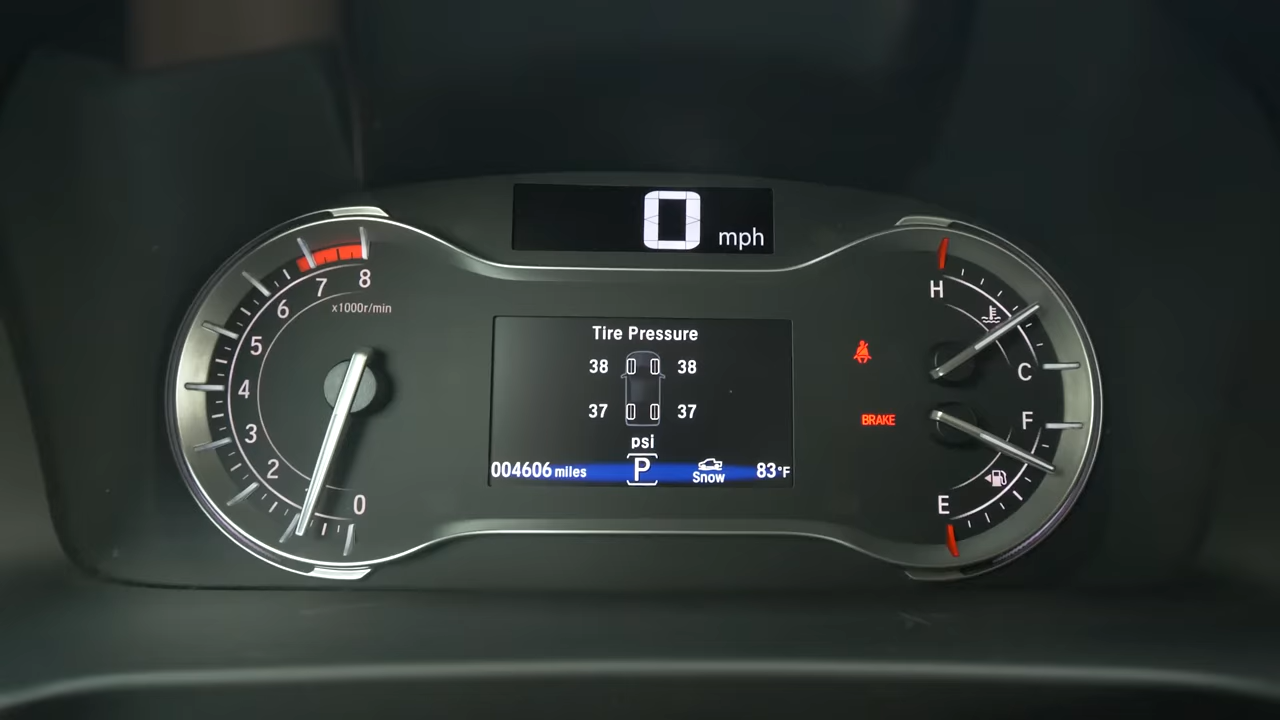 0 mph
8
7
6
5
4
3
2
0
x1000r/min
Tire Pressure
38 38
37 37
psi
004606 miles P Snow 83°F
BRAKE
H
C
F
E